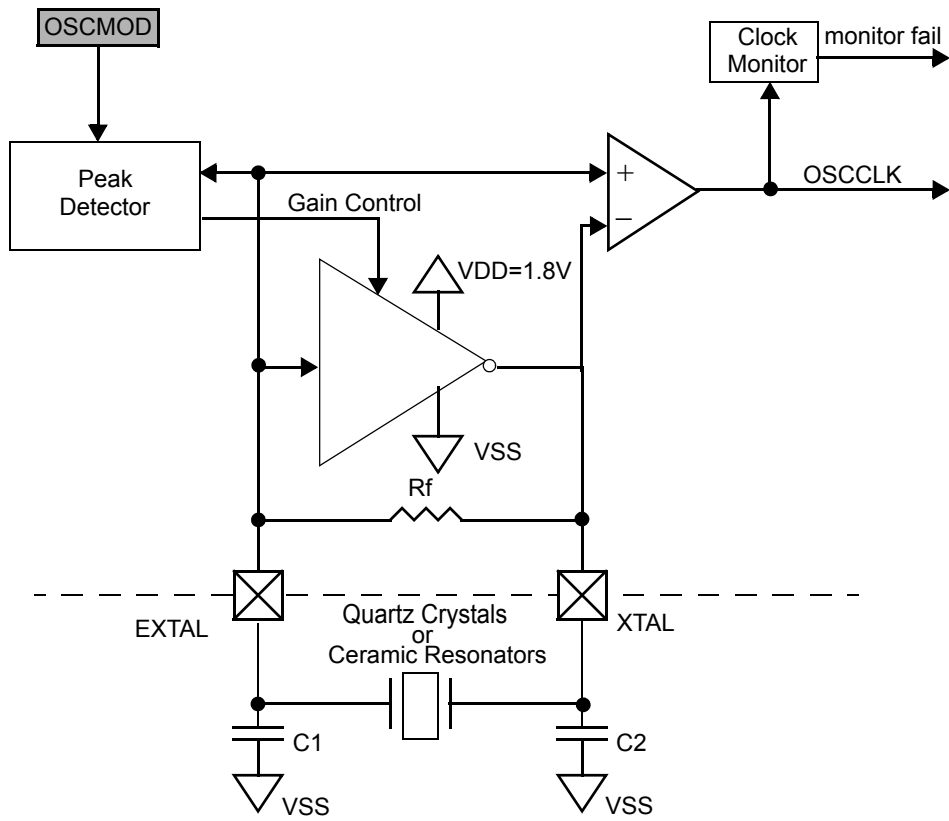 OSCMOD
Clock
Monitor
monitor fail
Peak
Detector
+
−
OSCCLK
Gain Control
VDD=1.8V
VSS
Rf
EXTAL
Quartz Crystals
or
Ceramic Resonators
XTAL
C1
C2
VSS
VSS